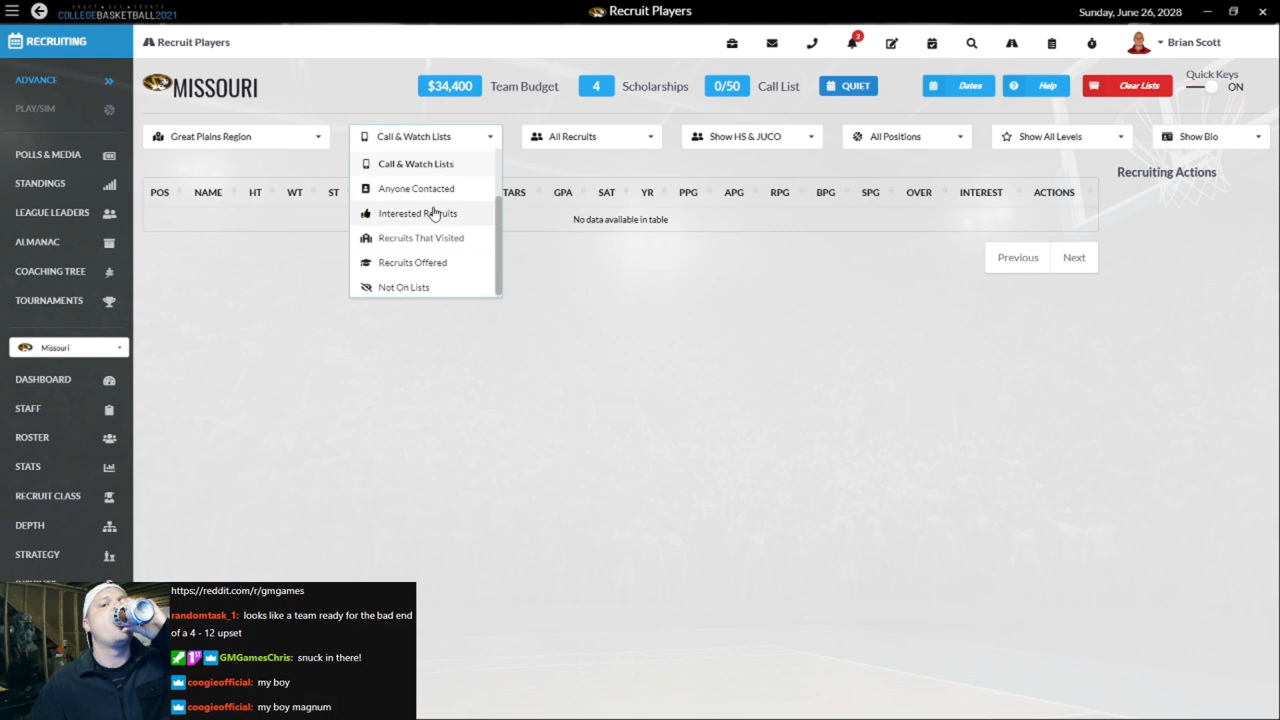 DRAFT DAY SPORTS
COLLEGEBASKETBALL2021
Recruit Players
Sunday, June 26, 2028
RECRUITING
Recruit Players
2
Brian Scott
ADVANCE
PLAY/SIM
POLLS & MEDIA
STANDINGS
LEAGUE LEADERS
ALMANAC
COACHING TREE
TOURNAMENTS
Missouri
DASHBOARD
STAFF
ROSTER
STATS
RECRUIT CLASS
DEPTH
STRATEGY
MISSOURI
$34,400 Team Budget 4 Scholarships 0/50 Call List QUIET Dates Help Clear Lists
Quick Keys
ON
Great Plains Region Call & Watch Lists All Recruits Show HS & JUCO All Positions Show All Levels Show Bio
Call & Watch Lists
Anyone Contacted
Interested Recruits
Recruits That Visited
Recruits Offered
Not On Lists
Recruiting Actions
POS NAME HT WT ST TARS GPA SAT YR PPG APG RPG BPG SPG OVER INTEREST ACTIONS
No data available in table
Previous Next
https://reddit.com/r/gmgames
randomtask_1: looks like a team ready for the bad end
of a 4 - 12 upset
1ST GMGamesChris: snuck in there!
coogieofficial: my boy
coogieofficial: my boy magnum